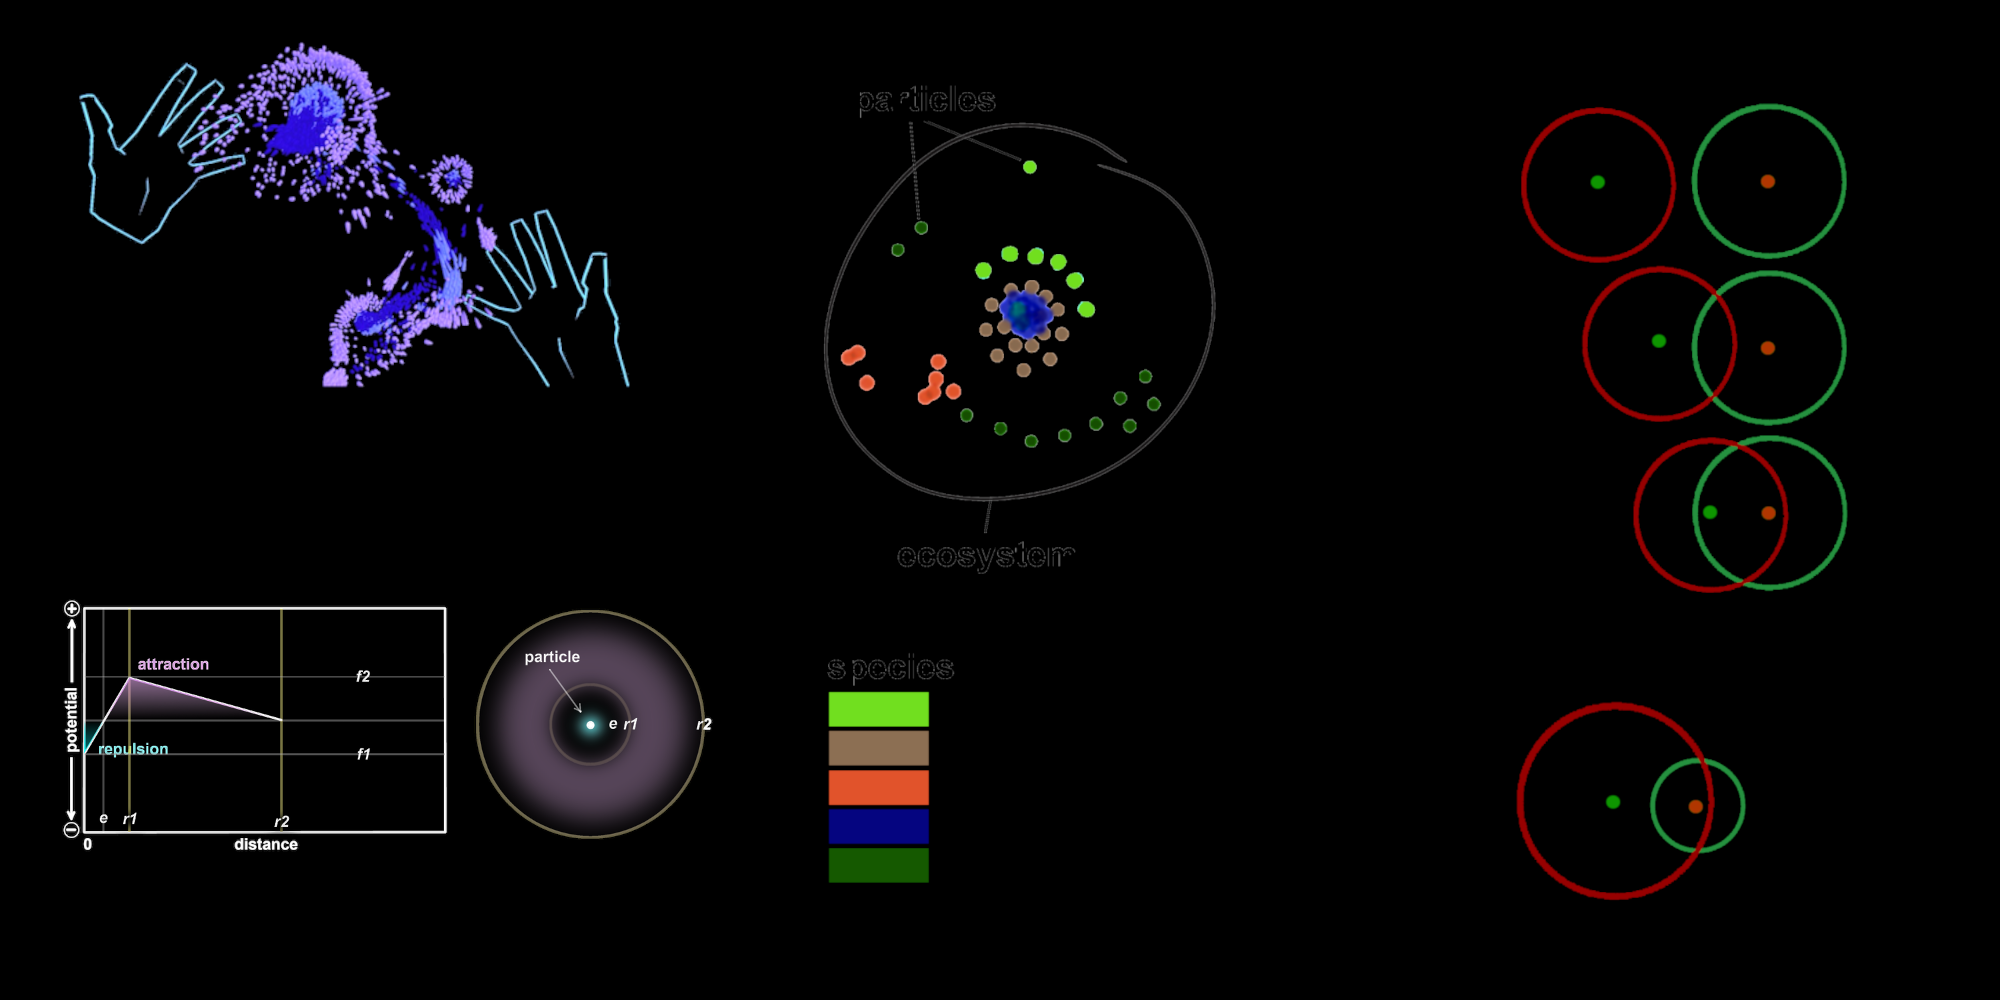 particles
ecosystem
+
potential
−
attraction
repulsion
f2
f1
e
r1
r2
0
distance
particle
e
r1
r2
species